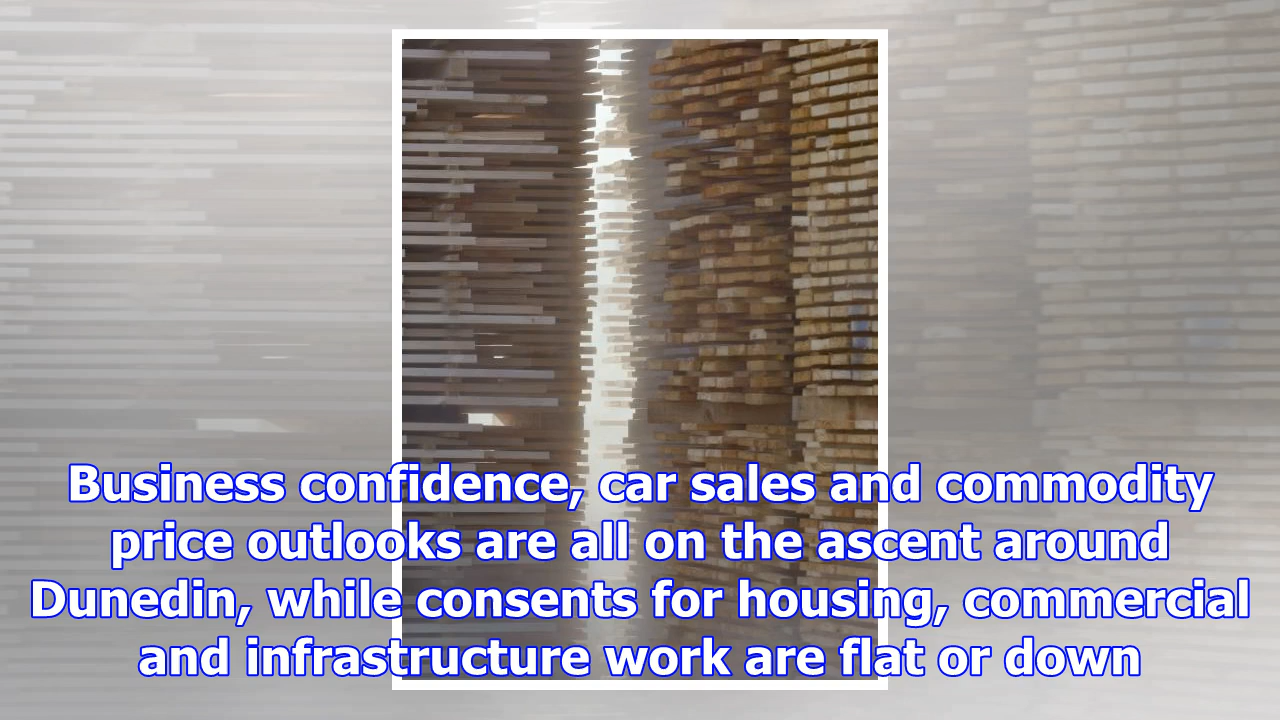 Business confidence, car sales and commodity
price outlooks are all on the ascent around
Dunedin, while consents for housing, commercial
and infrastructure work are flat or down